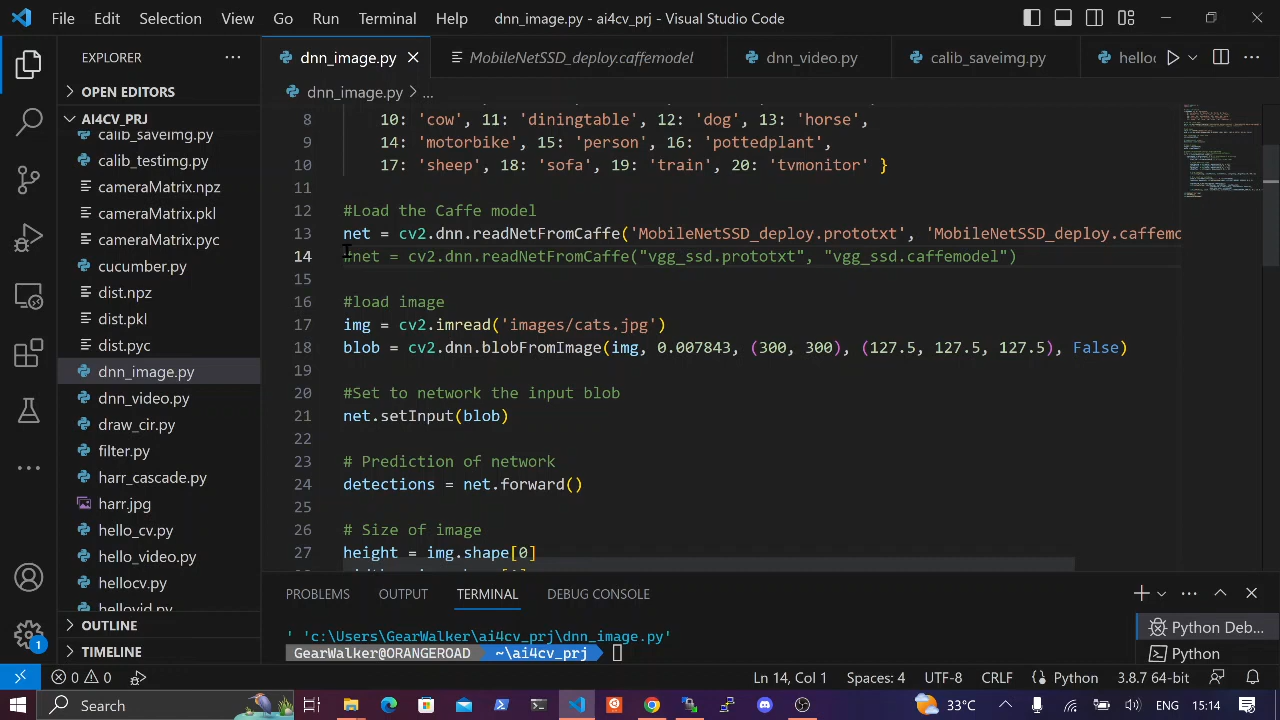 File Edit Selection View Go Run Terminal Help dnn_image.py - ai4cv_prj - Visual Studio Code
EXPLORER
dnn_image.py
MobileNetSSD_deploy.caffemodel
dnn_video.py
calib_saveimg.py
OPEN EDITORS
dnn_image.py > ...
AI4CV_PRJ
calib_saveimg.py
calib_testimg.py
cameraMatrix.npz
cameraMatrix.pkl
cameraMatrix.pyc
cucumber.py
dist.npz
dist.pkl
dist.pyc
dnn_image.py
dnn_video.py
draw_cir.py
filter.py
harr_cascade.py
harr.jpg
hello_cv.py
hello_video.py
hellocv.py
hellovid.py
OUTLINE
TIMELINE
8 10: 'cow', 11: 'diningtable', 12: 'dog', 13: 'horse',
9 14: 'motorbike', 15: 'person', 16: 'pottedplant',
10 17: 'sheep', 18: 'sofa', 19: 'train', 20: 'tvmonitor' }
11
12 #Load the Caffe model
13 net = cv2.dnn.readNetFromCaffe('MobileNetSSD_deploy.prototxt', 'MobileNetSSD_deploy.caffemo
14 #net = cv2.dnn.readNetFromCaffe("vgg_ssd.prototxt", "vgg_ssd.caffemodel")
15
16 #load image
17 img = cv2.imread('images/cats.jpg')
18 blob = cv2.dnn.blobFromImage(img, 0.007843, (300, 300), (127.5, 127.5, 127.5), False)
19
20 #Set to network the input blob
21 net.setInput(blob)
22
23 # Prediction of network
24 detections = net.forward()
25
26 # Size of image
27 height = img.shape[0]
PROBLEMS OUTPUT TERMINAL DEBUG CONSOLE
' 'c:\Users\GearWalker\ai4cv_prj\dnn_image.py'
GearWalker@ORANGEROAD ~\ai4cv_prj
Python Deb...
Python
0 0 Ln 14, Col 1 Spaces: 4 UTF-8 CRLF Python 3.8.7 64-bit
Search
15:14